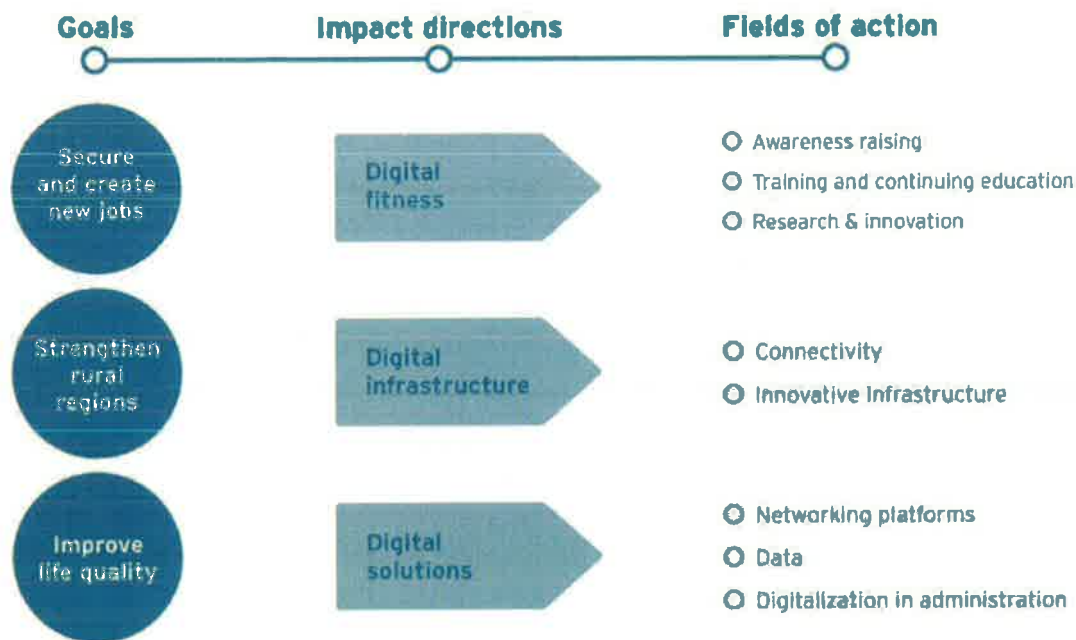 Goals
Impact directions
Fields of action
Secure
and create
new jobs
Digital
fitness
Awareness raising
Training and continuing education
Research & innovation
Strengthen
rural
regions
Digital
infrastructure
Connectivity
Innovative Infrastructure
Improve
life quality
Digital
solutions
Networking platforms
Data
Digitalization in administration